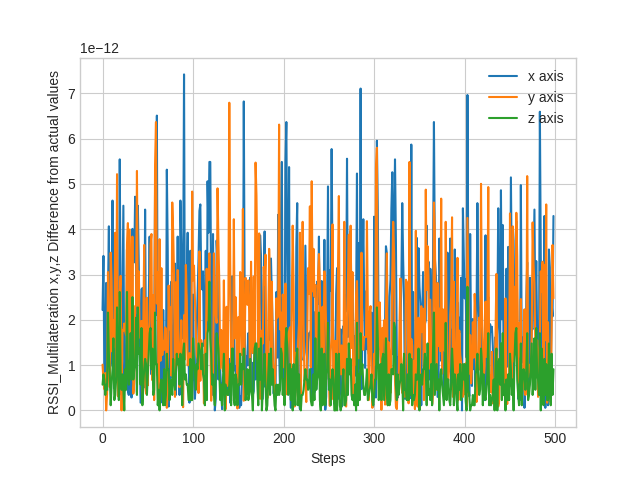 1e−12
RSSI_Multilateration x,y,z Difference from actual values
7
6
5
4
3
2
1
0
x axis
y axis
z axis
0
100
200
300
400
500
Steps